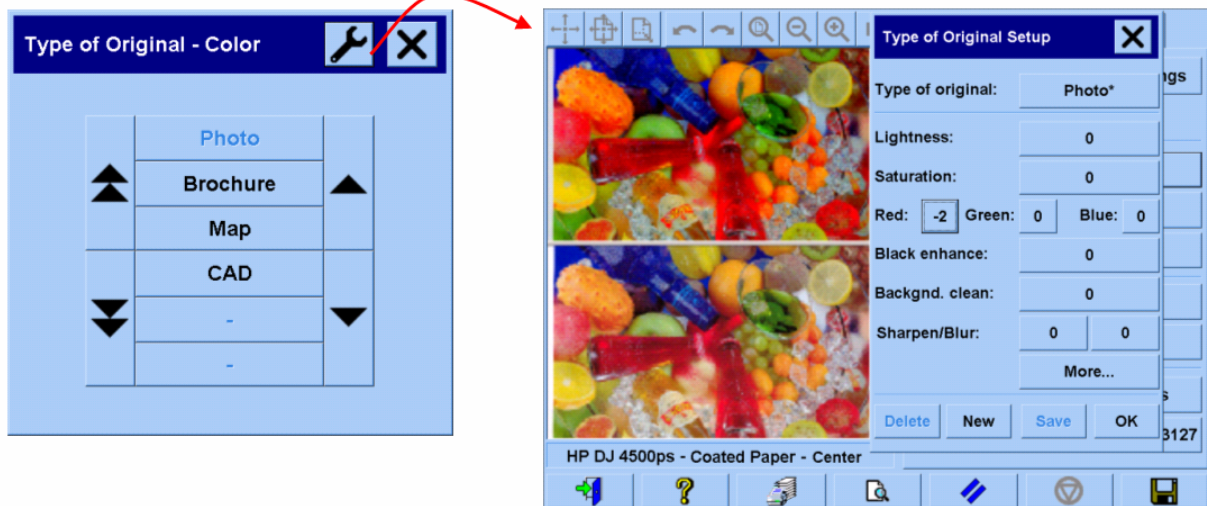 Type of Original - Color
Photo
Brochure
Map
CAD
-
-
Type of Original Setup
Type of original: Photo*
Lightness: 0
Saturation: 0
Red: -2 Green: 0 Blue: 0
Black enhance: 0
Backgnd. clean: 0
Sharpen/Blur: 0 0
More...
Delete New Save OK
ngs
s
3127
HP DJ 4500ps - Coated Paper - Center